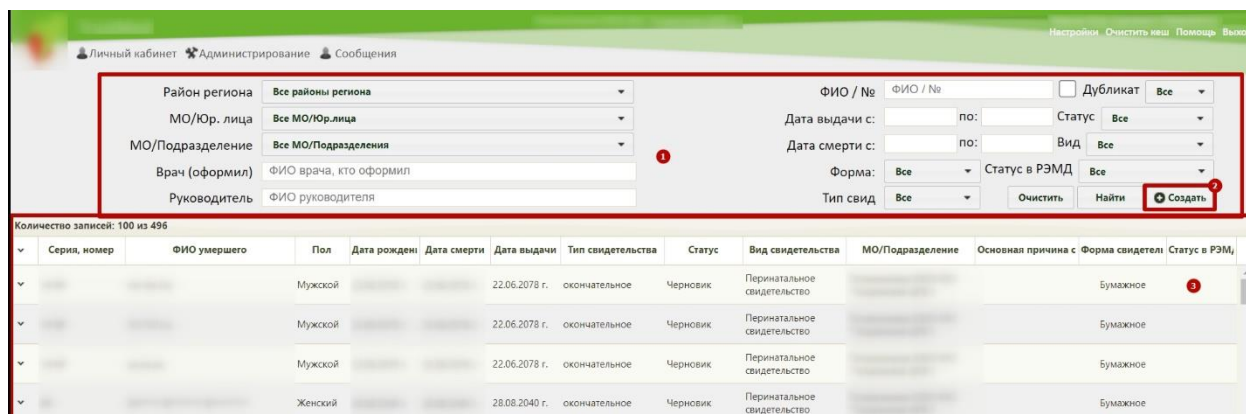 Настройки Очистить кеш Помощь Выхо
Личный кабинет Администрирование Сообщения
Район региона Все районы региона ФИО / № ФИО / № Дубликат Все
МО/Юр. лица Все МО/Юр.лица Дата выдачи с: по: Статус Все
МО/Подразделение Все МО/Подразделения Дата смерти с: по: Вид Все
1
Врач (оформил) ФИО врача, кто оформил Форма: Все Статус в РЭМД Все
2
Руководитель ФИО руководителя Тип свид Все Очистить Найти Создать
Количество записей: 100 из 496
Серия, номер ФИО умершего Пол Дата рождени Дата смерти Дата выдачи Тип свидетельства Статус Вид свидетельства МО/Подразделение Основная причина с Форма свидетел Статус в РЭМ
Мужской 22.06.2078 г. окончательное Черновик Перинатальное свидетельство Бумажное 3
Мужской 22.06.2078 г. окончательное Черновик Перинатальное свидетельство Бумажное
Мужской 22.06.2078 г. окончательное Черновик Перинатальное свидетельство Бумажное
Женский 28.08.2040 г. окончательное Черновик Перинатальное свидетельство Бумажное